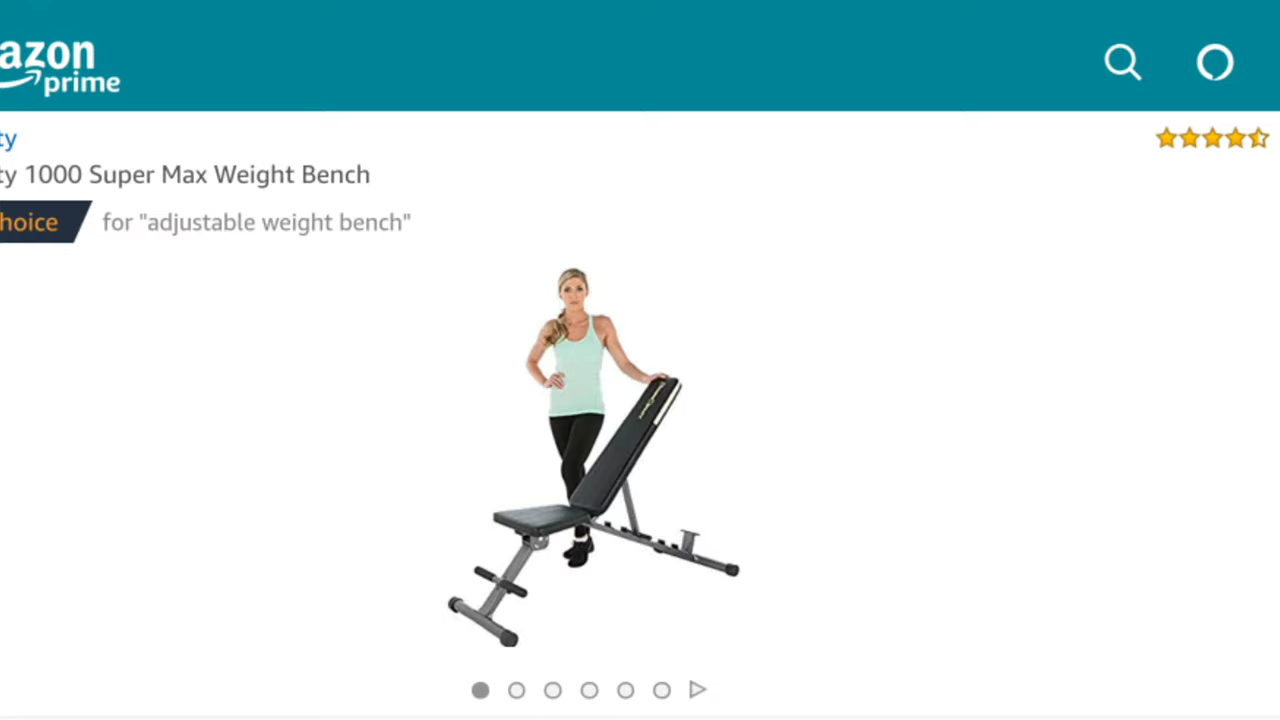 azon
prime
ty
ty 1000 Super Max Weight Bench
hoice for "adjustable weight bench"